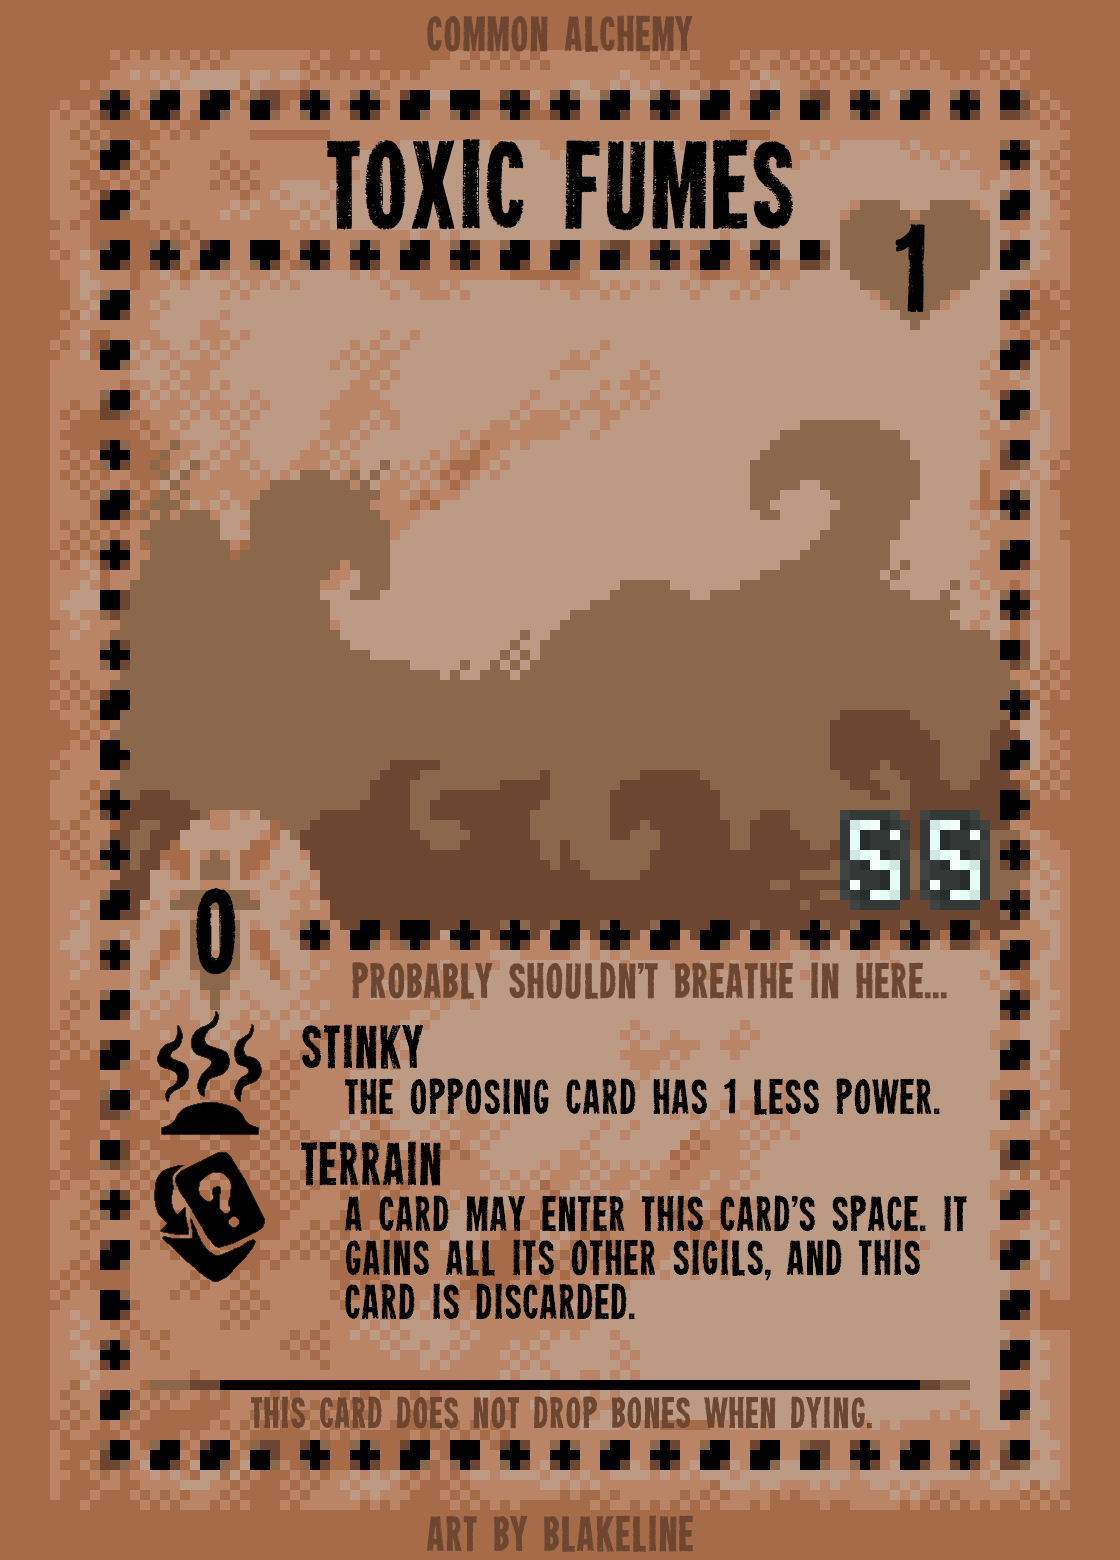 COMMON ALCHEMY
TOXIC FUMES
1
SS
0
PROBABLY SHOULDN'T BREATHE IN HERE...
STINKY
THE OPPOSING CARD HAS 1 LESS POWER.
TERRAIN
?
A CARD MAY ENTER THIS CARD'S SPACE. IT
GAINS ALL ITS OTHER SIGILS, AND THIS
CARD IS DISCARDED.
THIS CARD DOES NOT DROP BONES WHEN DYING.
ART BY BLAKELINE